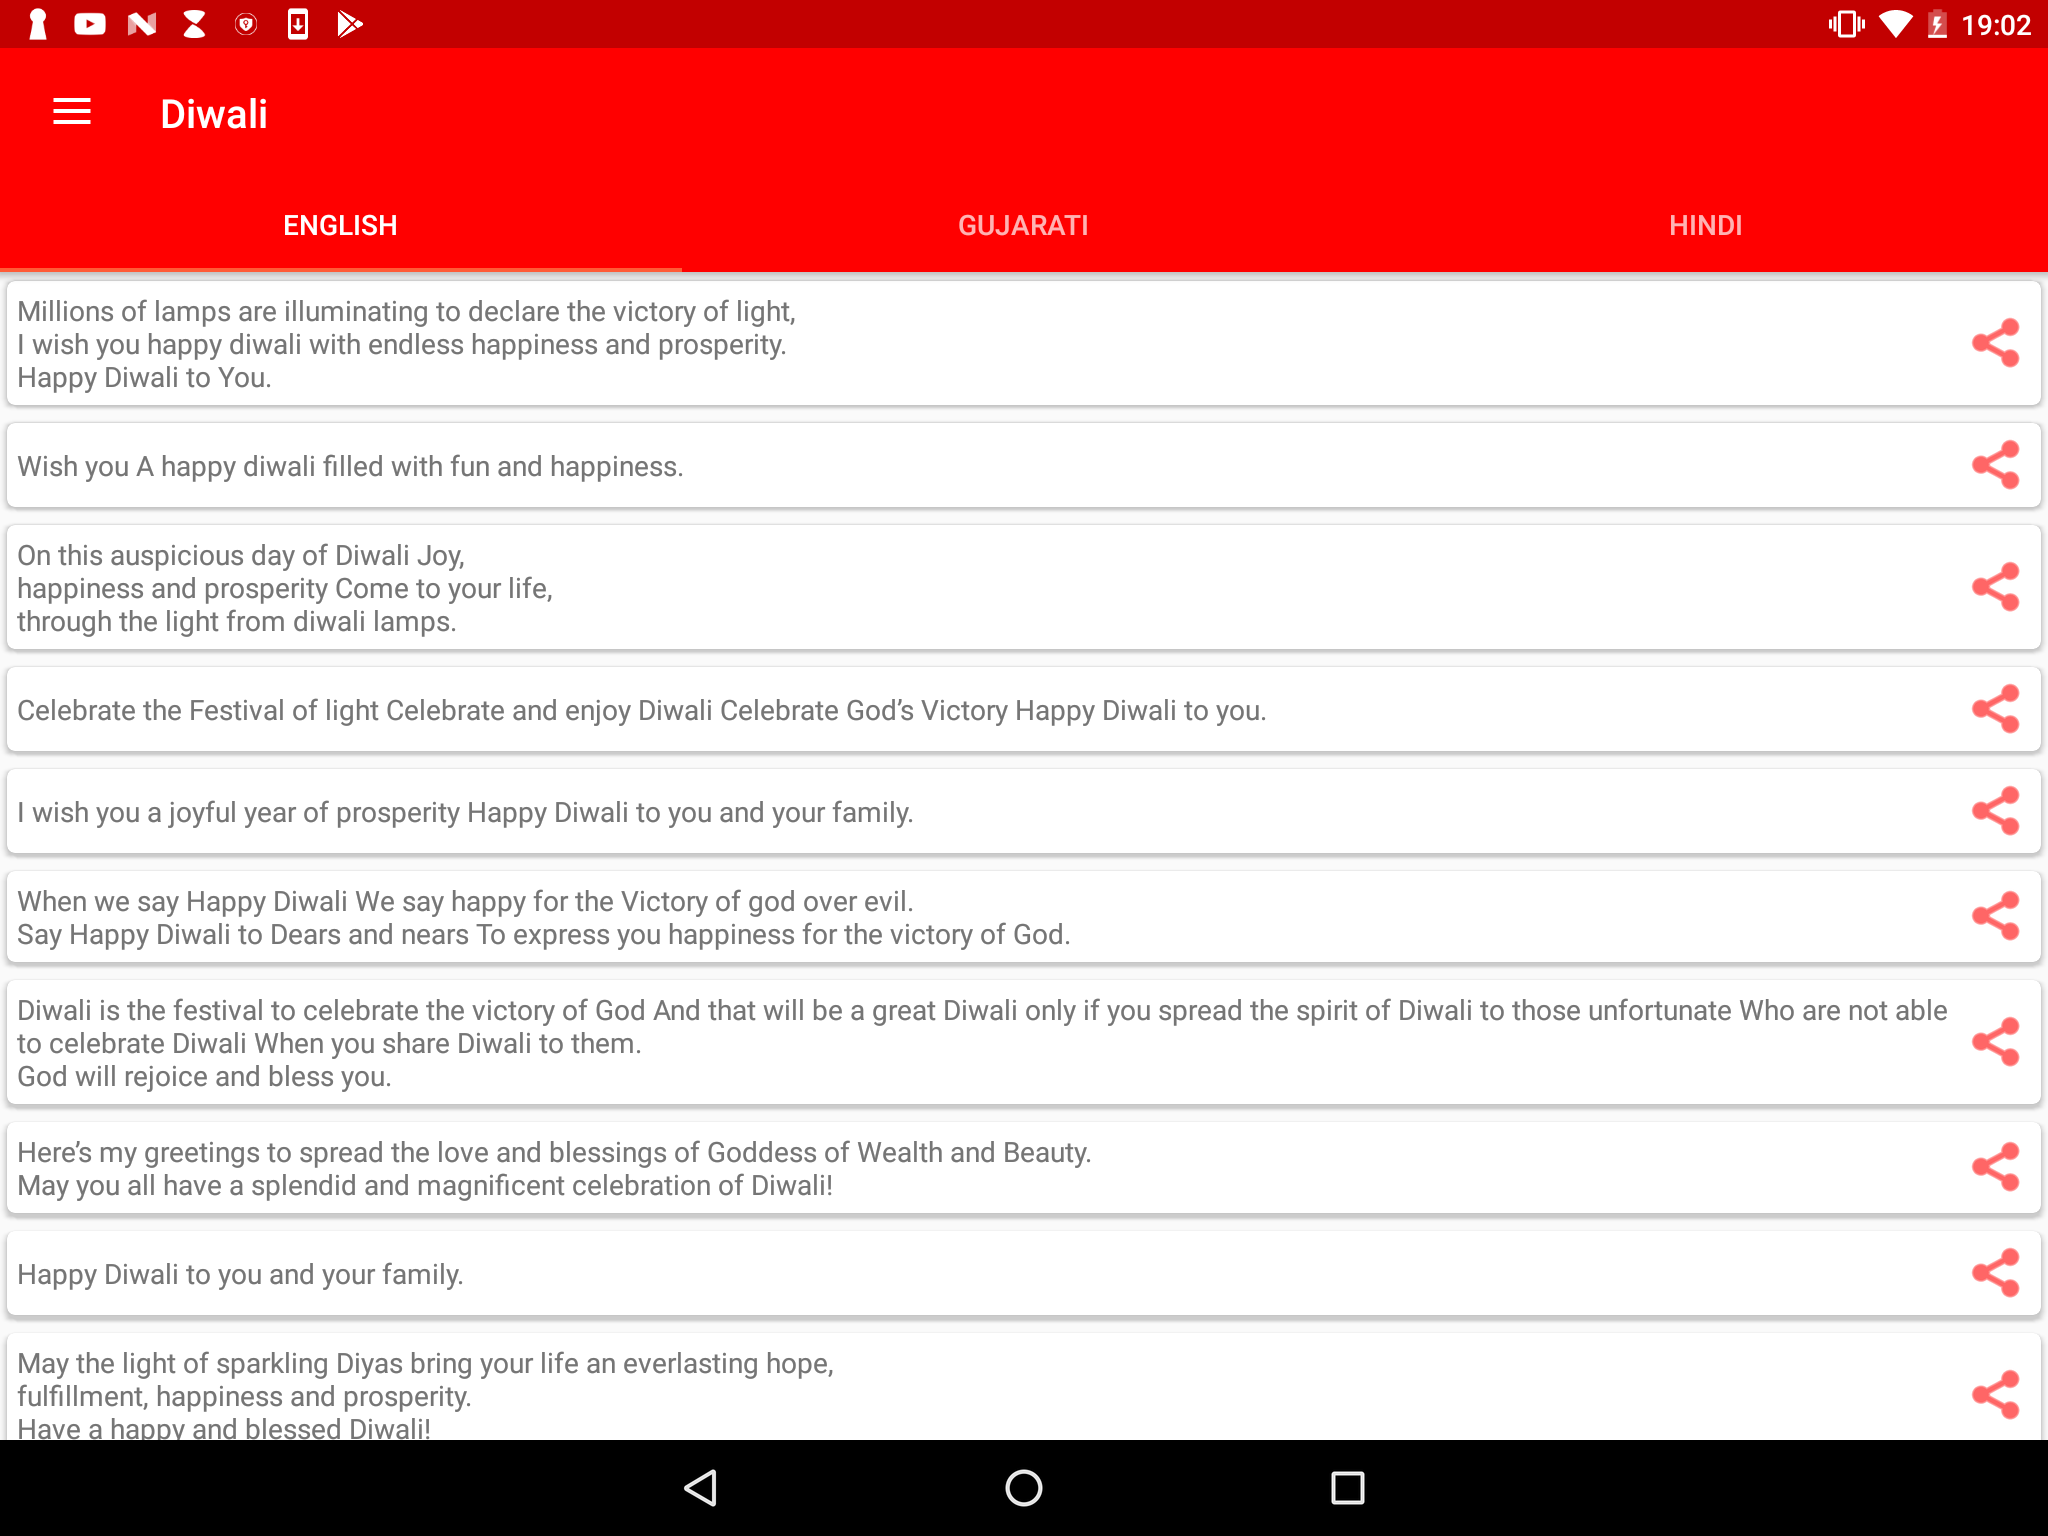 19:02
Diwali
ENGLISH
GUJARATI
HINDI
Millions of lamps are illuminating to declare the victory of light,
I wish you happy diwali with endless happiness and prosperity.
Happy Diwali to You.
Wish you A happy diwali filled with fun and happiness.
On this auspicious day of Diwali Joy,
happiness and prosperity Come to your life,
through the light from diwali lamps.
Celebrate the Festival of light Celebrate and enjoy Diwali Celebrate God’s Victory Happy Diwali to you.
I wish you a joyful year of prosperity Happy Diwali to you and your family.
When we say Happy Diwali We say happy for the Victory of god over evil.
Say Happy Diwali to Dears and nears To express you happiness for the victory of God.
Diwali is the festival to celebrate the victory of God And that will be a great Diwali only if you spread the spirit of Diwali to those unfortunate Who are not able
to celebrate Diwali When you share Diwali to them.
God will rejoice and bless you.
Here’s my greetings to spread the love and blessings of Goddess of Wealth and Beauty.
May you all have a splendid and magnificent celebration of Diwali!
Happy Diwali to you and your family.
May the light of sparkling Diyas bring your life an everlasting hope,
fulfillment, happiness and prosperity.
Have a happy and blessed Diwali!